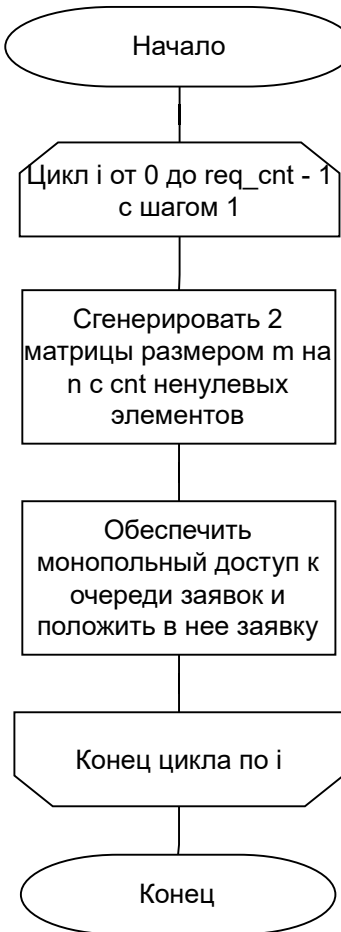 Начало
Цикл i от 0 до req_cnt - 1
с шагом 1
Сгенерировать 2
матрицы размером m на
n с cnt ненулевых
элементов
Обеспечить
монопольный доступ к
очереди заявок и
положить в нее заявку
Конец цикла по i
Конец